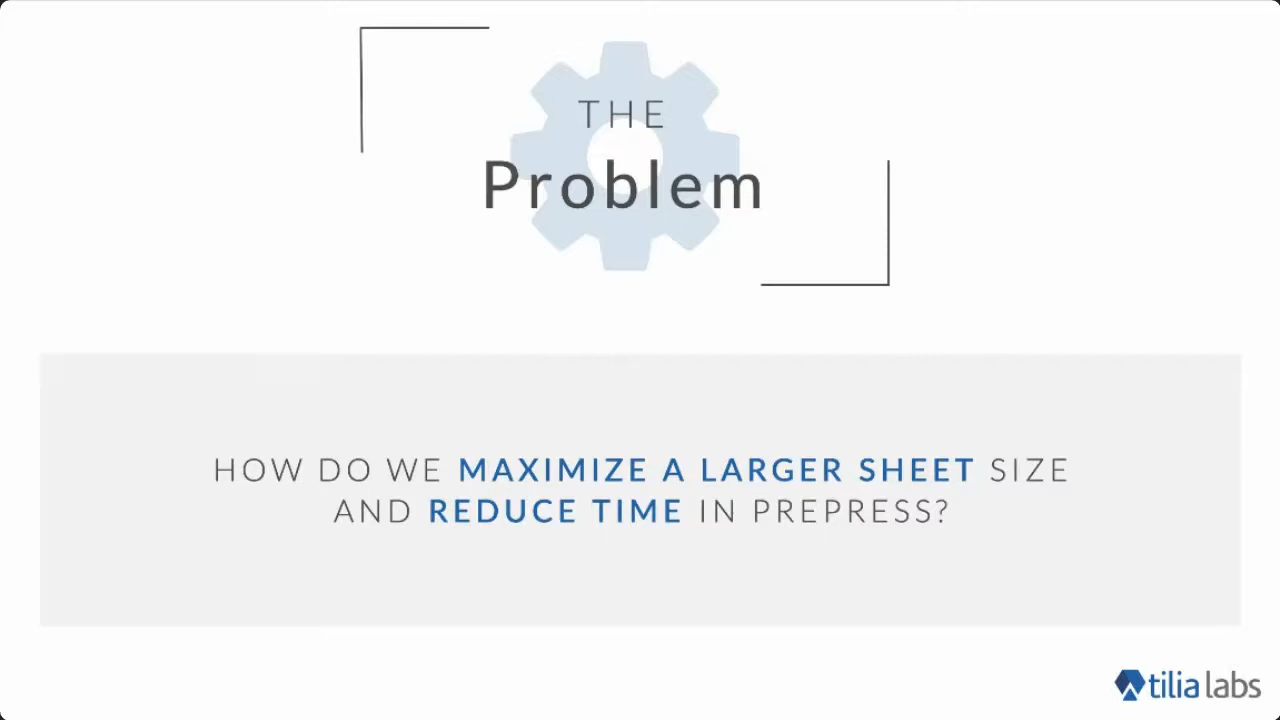 THE
Problem
HOW DO WE MAXIMIZE A LARGER SHEET SIZE
AND REDUCE TIME IN PREPRESS?
tilia labs